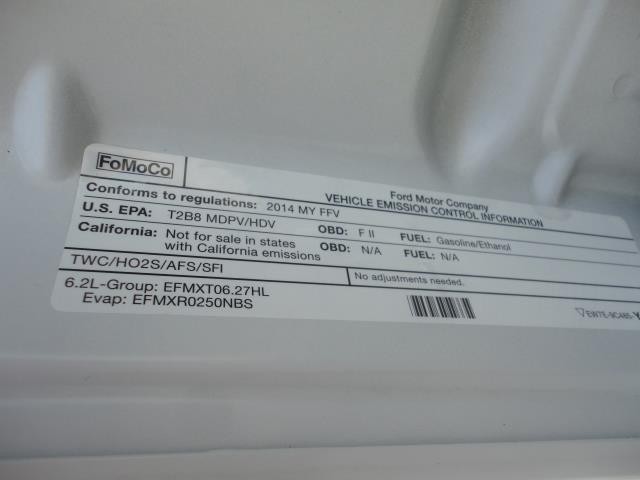 FoMoCo
Ford Motor Company
VEHICLE EMISSION CONTROL INFORMATION
Conforms to regulations: 2014 MY FFV
U.S. EPA: T2B8 MDPV/HDV OBD: F II FUEL: Gasoline/Ethanol
California: Not for sale in states with California emissions OBD: N/A FUEL: N/A
TWC/HO2S/AFS/SFI
No adjustments needed.
6.2L-Group: EFMXT06.27HL
Evap: EFMXR0250NBS